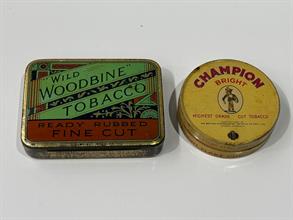 "WILD
WOODBINE"
TOBACCO
READY RUBBED
FINE CUT
CHAMPION
BRIGHT
HIGHEST GRADE CUT TOBACCO